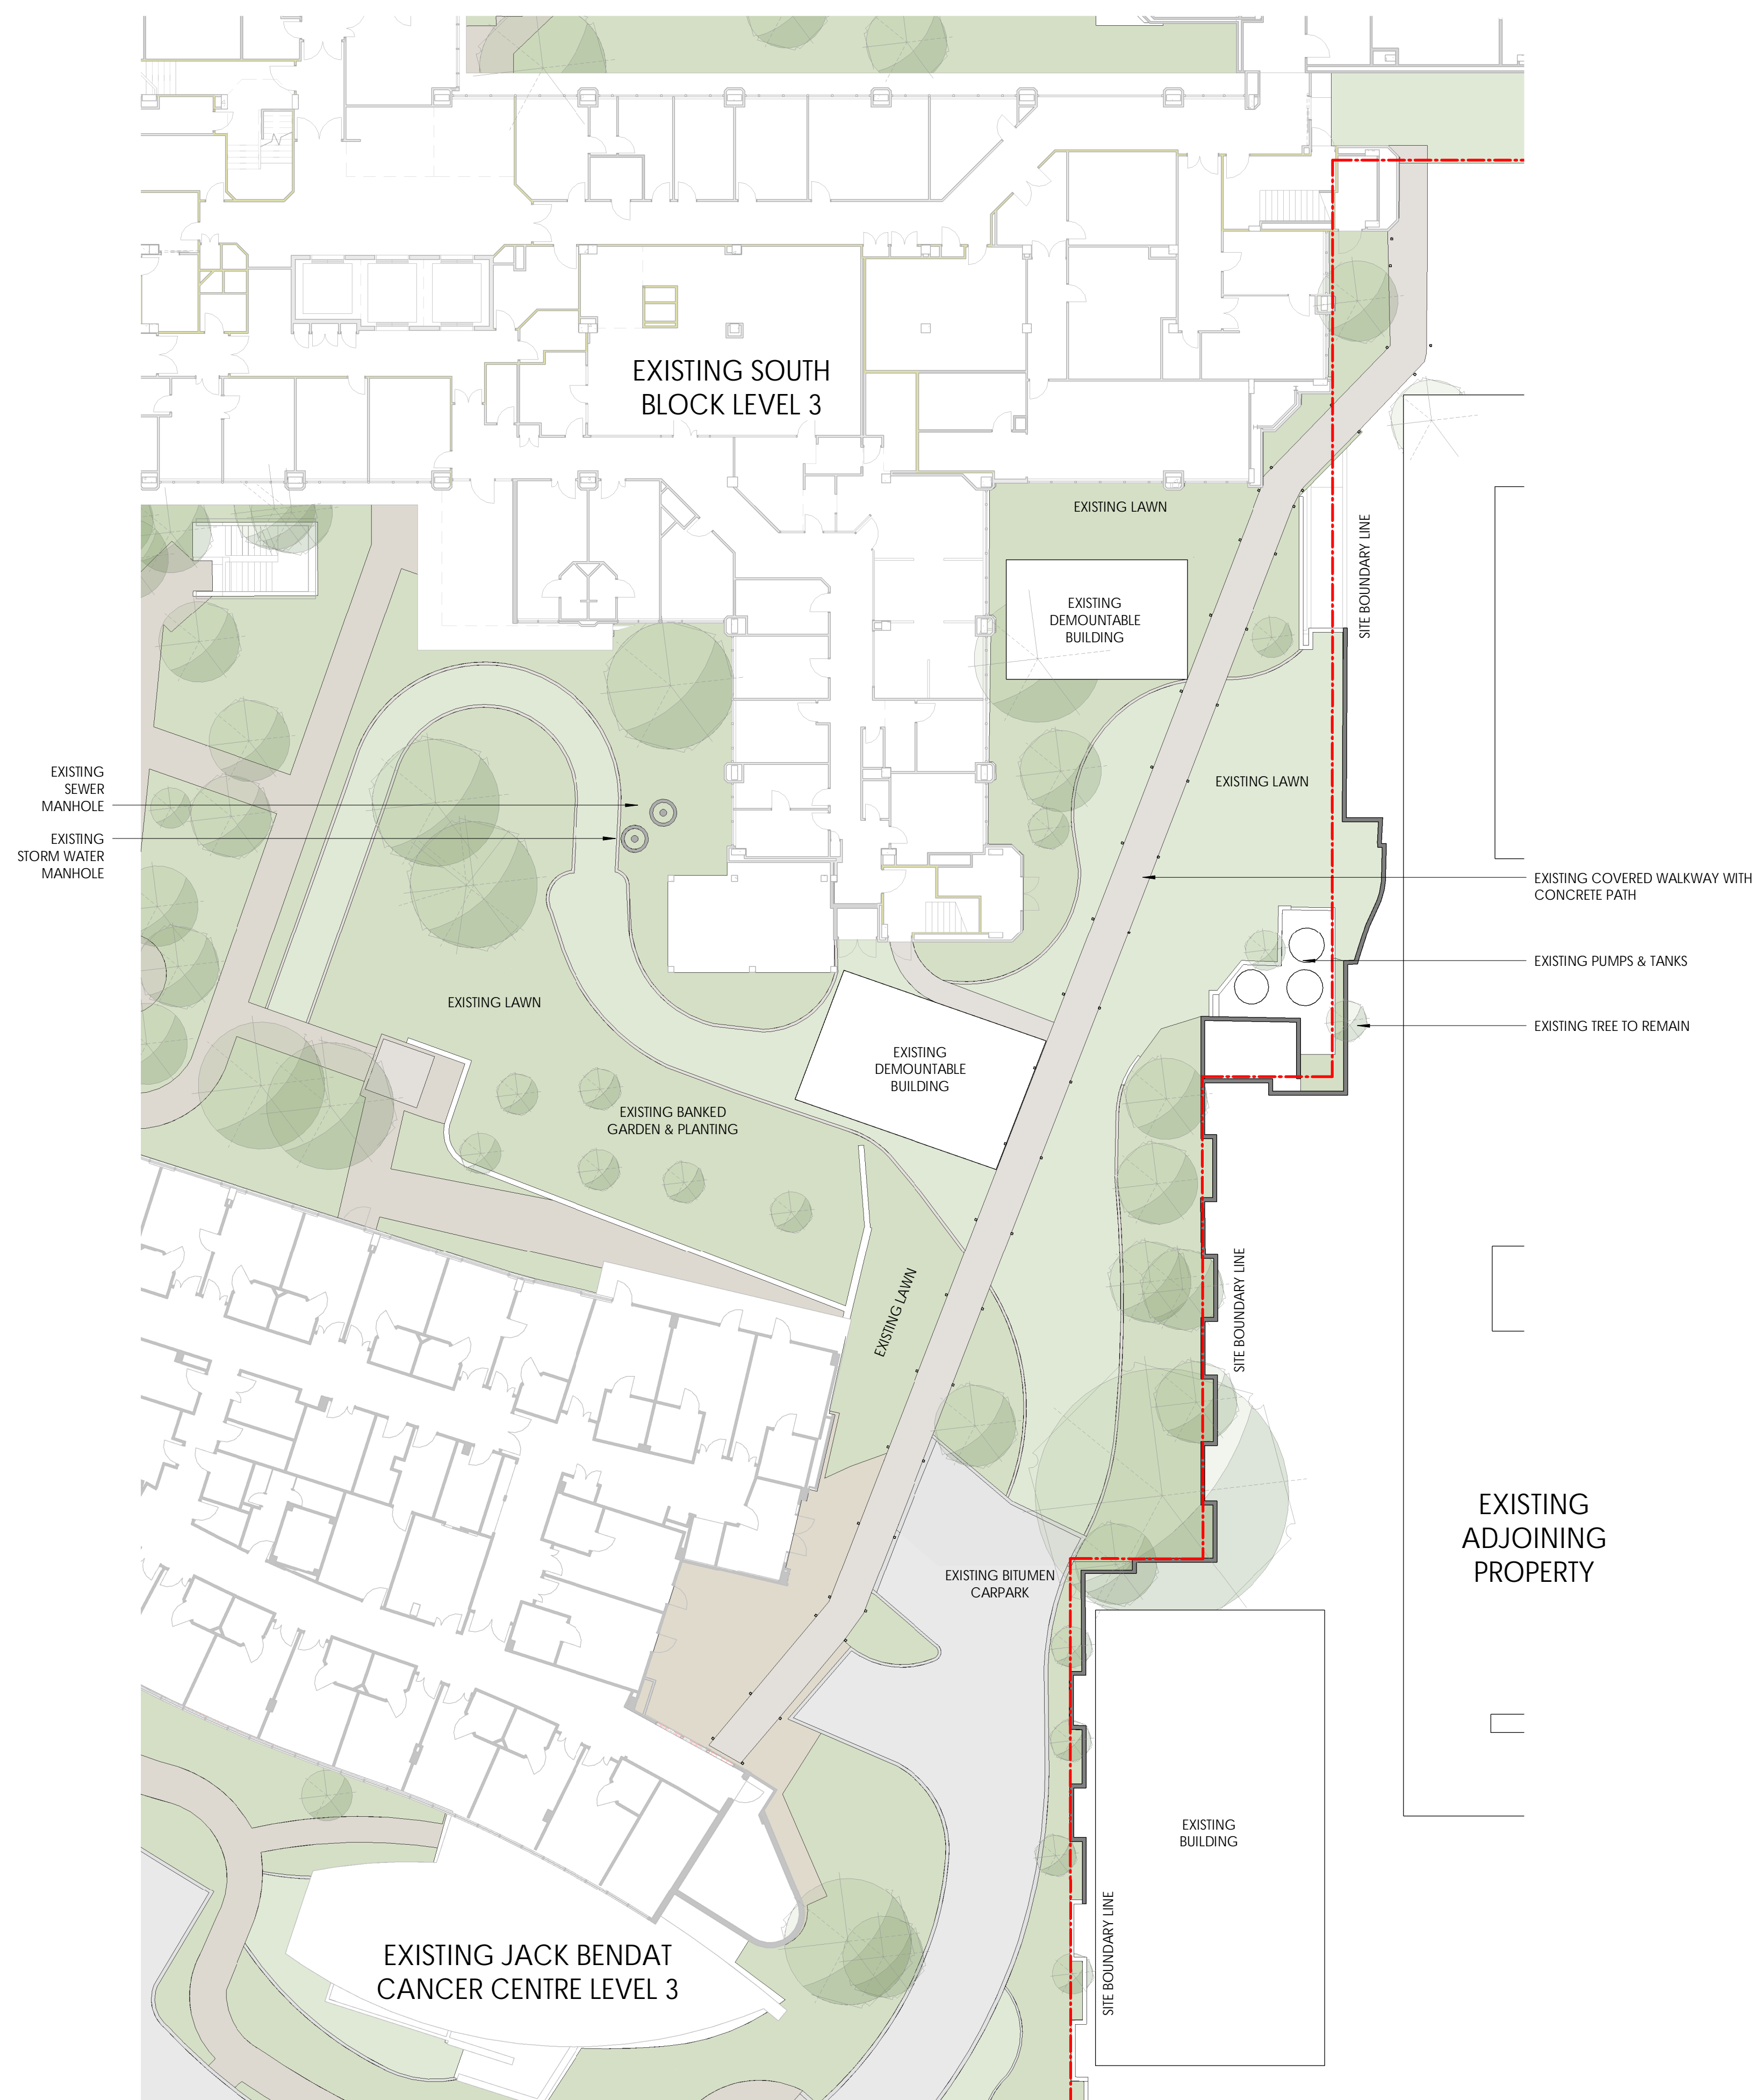 EXISTING SOUTH
BLOCK LEVEL 3
EXISTING LAWN
SITE BOUNDARY LINE
EXISTING
DEMOUNTABLE
BUILDING
EXISTING
SEWER
MANHOLE
EXISTING LAWN
EXISTING
STORM WATER
MANHOLE
EXISTING COVERED WALKWAY WITH
CONCRETE PATH
EXISTING PUMPS & TANKS
EXISTING LAWN
EXISTING TREE TO REMAIN
EXISTING
DEMOUNTABLE
BUILDING
EXISTING BANKED
GARDEN & PLANTING
EXISTING LAWN
SITE BOUNDARY LINE
EXISTING
ADJOINING
PROPERTY
EXISTING BITUMEN
CARPARK
EXISTING
BUILDING
SITE BOUNDARY LINE
EXISTING JACK BENDAT
CANCER CENTRE LEVEL 3